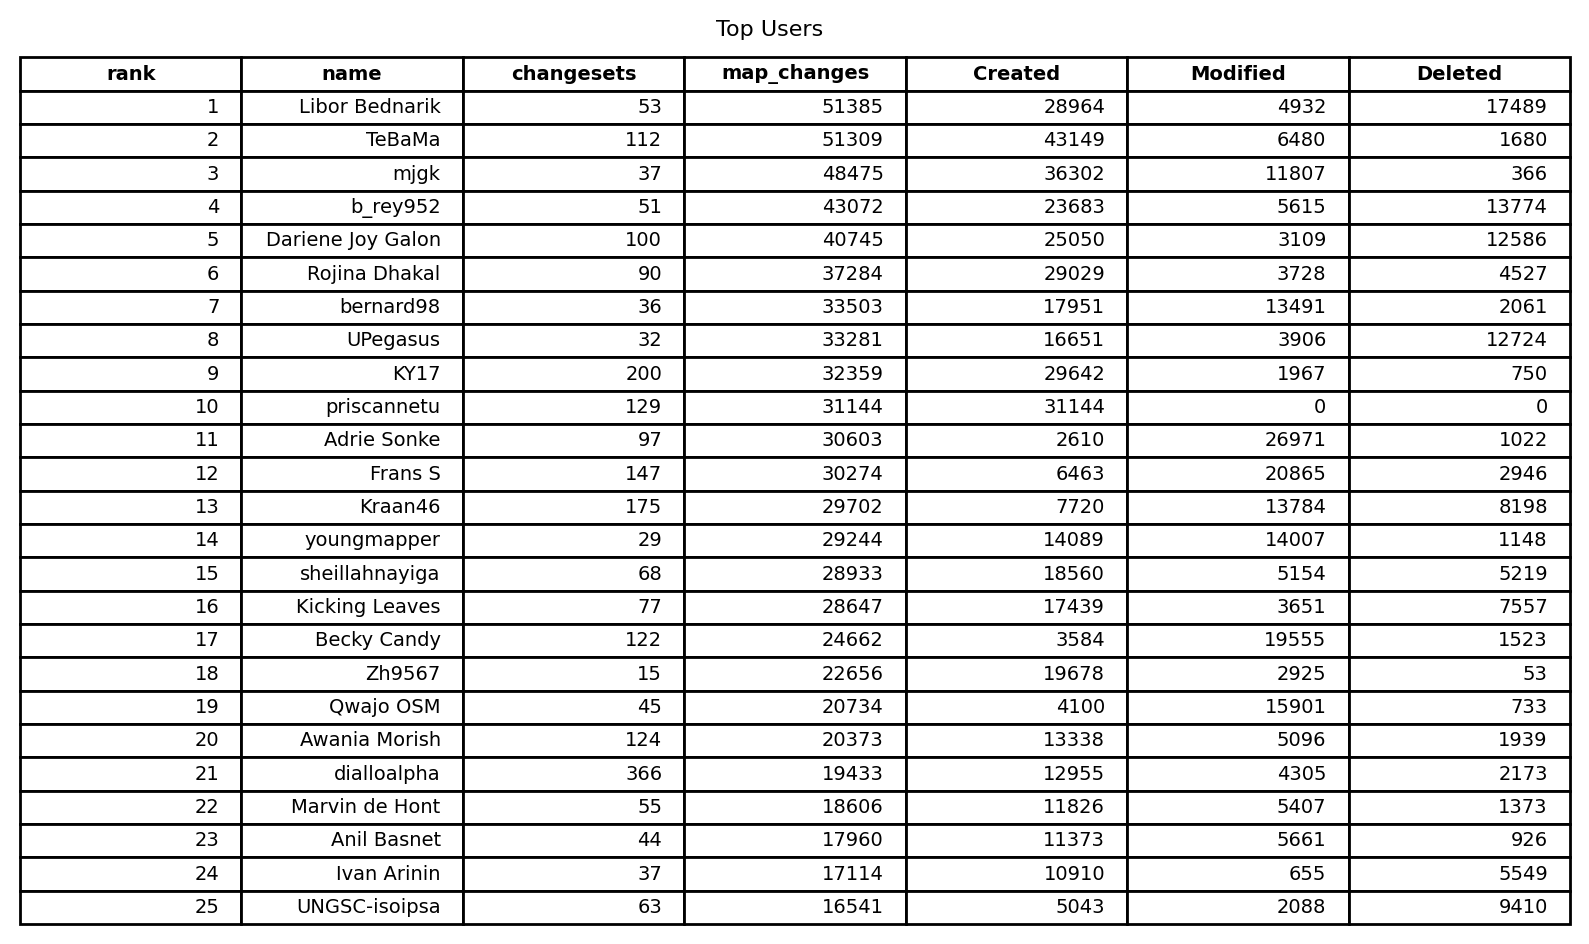 Top Users
rank name changesets map_changes Created Modified Deleted
1 Libor Bednarik 53 51385 28964 4932 17489
2 TeBaMa 112 51309 43149 6480 1680
3 mjgk 37 48475 36302 11807 366
4 b_rey952 51 43072 23683 5615 13774
5 Dariene Joy Galon 100 40745 25050 3109 12586
6 Rojina Dhakal 90 37284 29029 3728 4527
7 bernard98 36 33503 17951 13491 2061
8 UPegasus 32 33281 16651 3906 12724
9 KY17 200 32359 29642 1967 750
10 priscannetu 129 31144 31144 0 0
11 Adrie Sonke 97 30603 2610 26971 1022
12 Frans S 147 30274 6463 20865 2946
13 Kraan46 175 29702 7720 13784 8198
14 youngmapper 29 29244 14089 14007 1148
15 sheillahnayiga 68 28933 18560 5154 5219
16 Kicking Leaves 77 28647 17439 3651 7557
17 Becky Candy 122 24662 3584 19555 1523
18 Zh9567 15 22656 19678 2925 53
19 Qwajo OSM 45 20734 4100 15901 733
20 Awania Morish 124 20373 13338 5096 1939
21 dialloalpha 366 19433 12955 4305 2173
22 Marvin de Hont 55 18606 11826 5407 1373
23 Anil Basnet 44 17960 11373 5661 926
24 Ivan Arinin 37 17114 10910 655 5549
25 UNGSC-isoipsa 63 16541 5043 2088 9410